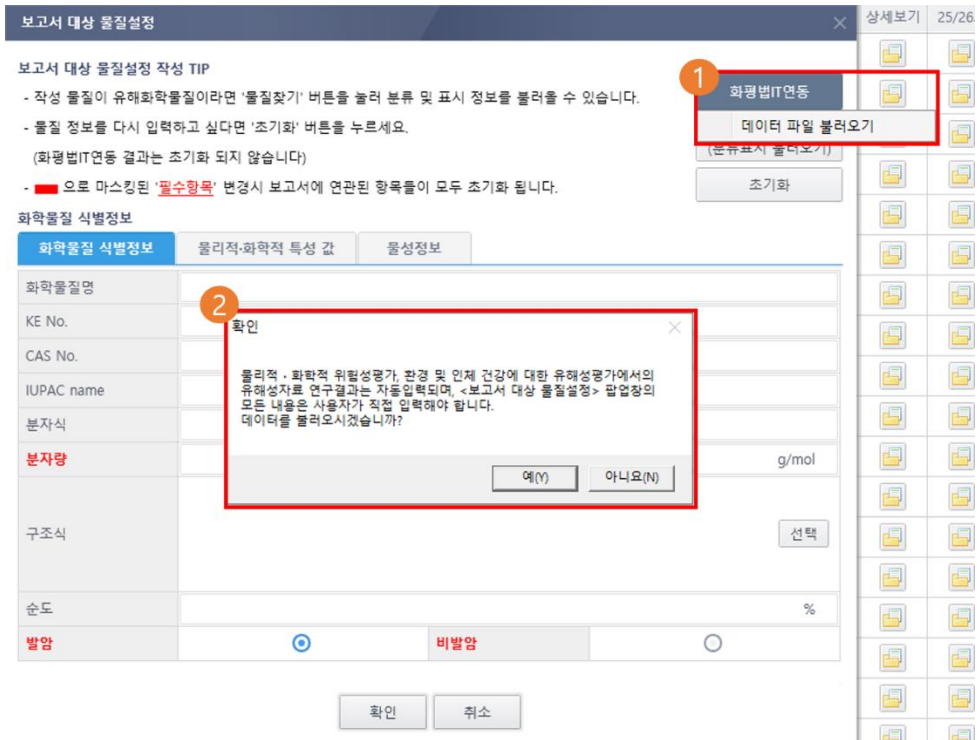 보고서 대상 물질설정
상세보기 25/26.
보고서 대상 물질설정 작성 TIP
- 작성 물질이 유해화학물질이라면 '물질찾기' 버튼을 눌러 분류 및 표시 정보를 불러올 수 있습니다.
- 물질 정보를 다시 입력하고 싶다면 '초기화' 버튼을 누르세요.
(화평법IT연동 결과는 초기화 되지 않습니다)
- 으로 마스킹된 '필수항목' 변경시 보고서에 연관된 항목들이 모두 초기화 됩니다.
1
화평법IT연동
데이터 파일 불러오기
(분류표시 불러오기)
초기화
화학물질 식별정보
화학물질 식별정보 물리적·화학적 특성 값 물성정보
화학물질명
KE No.
CAS No.
IUPAC name
분자식
분자량 g/mol
구조식 선택
순도 %
발암 비발암
2
확인
물리적 · 화학적 위험성평가, 환경 및 인체 건강에 대한 유해성평가에서의
유해성자료 연구결과는 자동입력되며, <보고서 대상 물질설정> 팝업창의
모든 내용은 사용자가 직접 입력해야 합니다.
데이터를 불러오시겠습니까?
예(Y) 아니요(N)
확인 취소